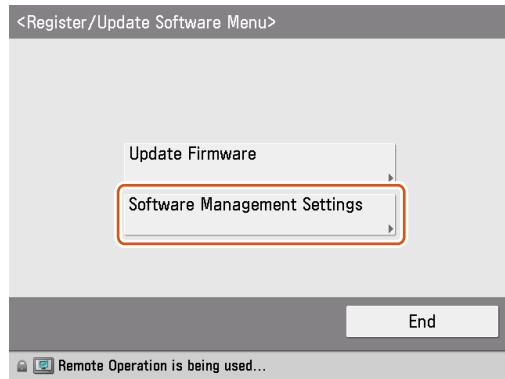 <Register/Update Software Menu>
Update Firmware
Software Management Settings
End
Remote Operation is being used...